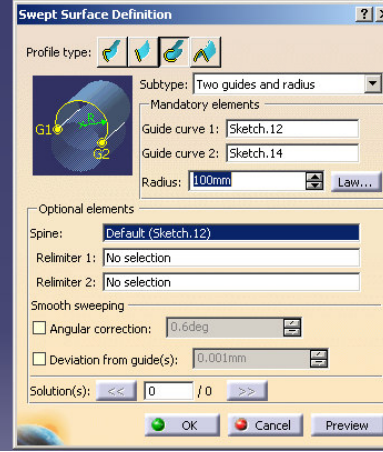 Swept Surface Definition
Profile type:
Subtype: Two guides and radius
Mandatory elements
Guide curve 1: Sketch.12
Guide curve 2: Sketch.14
Radius: 100mm Law...
G1 R G2
Optional elements
Spine: Default (Sketch.12)
Relimiter 1: No selection
Relimiter 2: No selection
Smooth sweeping
Angular correction: 0.6deg
Deviation from guide(s): 0.001mm
Solution(s): << 0 / 0 >>
OK Cancel Preview